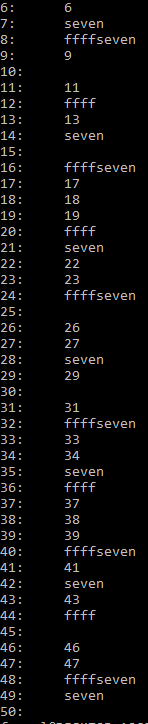 6: 6
7: seven
8: ffffseven
9: 9
10:
11: 11
12: ffff
13: 13
14: seven
15:
16: ffffseven
17: 17
18: 18
19: 19
20: ffff
21: seven
22: 22
23: 23
24: ffffseven
25:
26: 26
27: 27
28: seven
29: 29
30:
31: 31
32: ffffseven
33: 33
34: 34
35: seven
36: ffff
37: 37
38: 38
39: 39
40: ffffseven
41: 41
42: seven
43: 43
44: ffff
45:
46: 46
47: 47
48: ffffseven
49: seven
50: